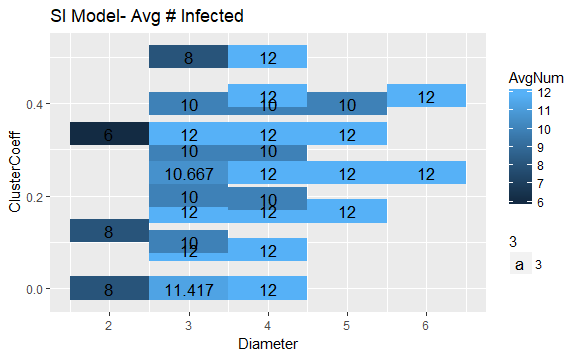 SI Model- Avg # Infected
ClusterCoeff
0.4
0.2
0.0
8 12
12
10 10 10 12
6 12 12 12
10 10
10.667 12 12 12
10 10
12 12 12
8
10
12 12
8 11.417 12
2 3 4 5 6
Diameter
AvgNum
12
11
10
9
8
7
6
3
a 3